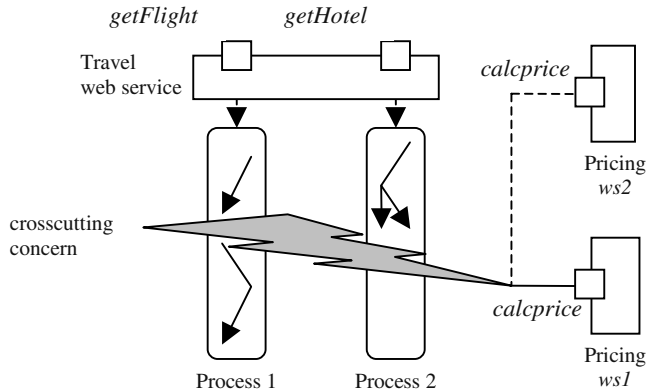 getFlight
getHotel
Travel
web service
calcprice
Pricing
ws2
crosscutting
concern
calcprice
Pricing
ws1
Process 1
Process 2